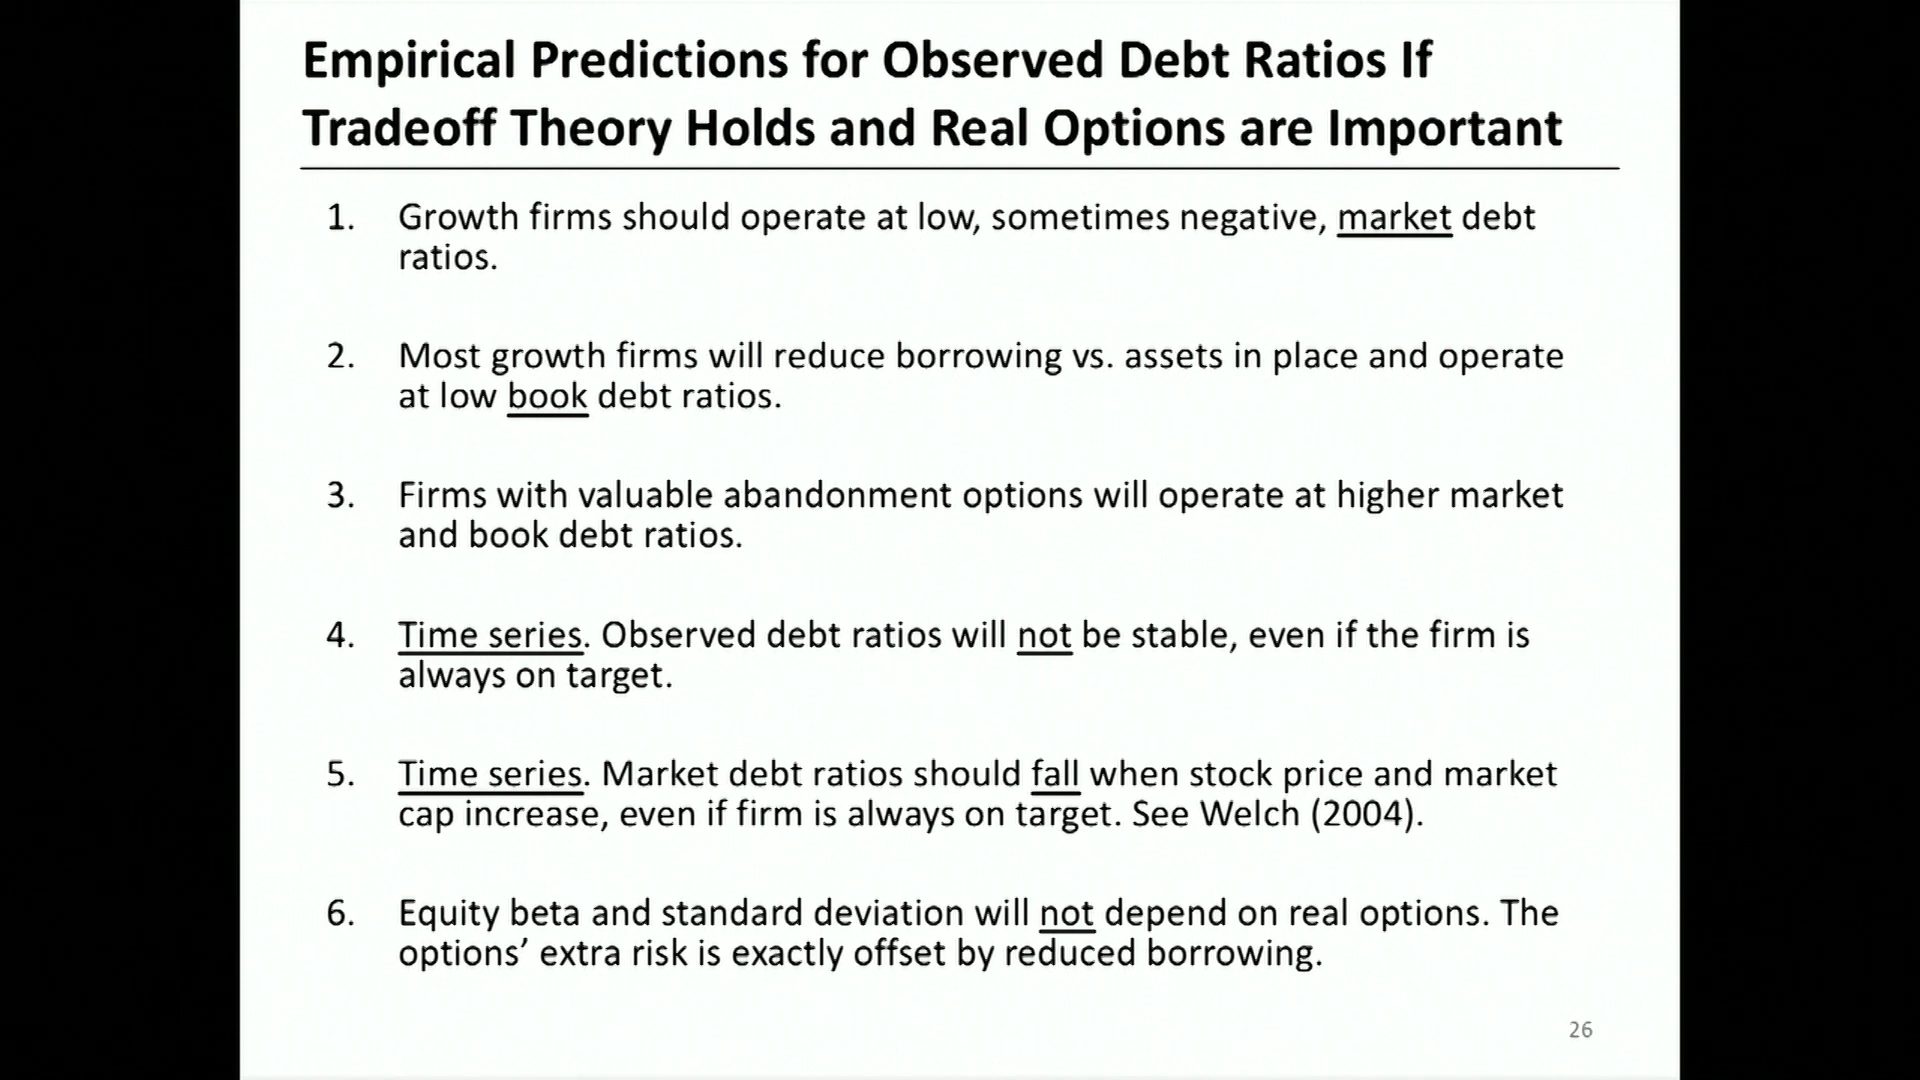 Empirical Predictions for Observed Debt Ratios If
Tradeoff Theory Holds and Real Options are Important
1. Growth firms should operate at low, sometimes negative, market debt
ratios.
2. Most growth firms will reduce borrowing vs. assets in place and operate
at low book debt ratios.
3. Firms with valuable abandonment options will operate at higher market
and book debt ratios.
4. Time series. Observed debt ratios will not be stable, even if the firm is
always on target.
5. Time series. Market debt ratios should fall when stock price and market
cap increase, even if firm is always on target. See Welch (2004).
6. Equity beta and standard deviation will not depend on real options. The
options’ extra risk is exactly offset by reduced borrowing.
26